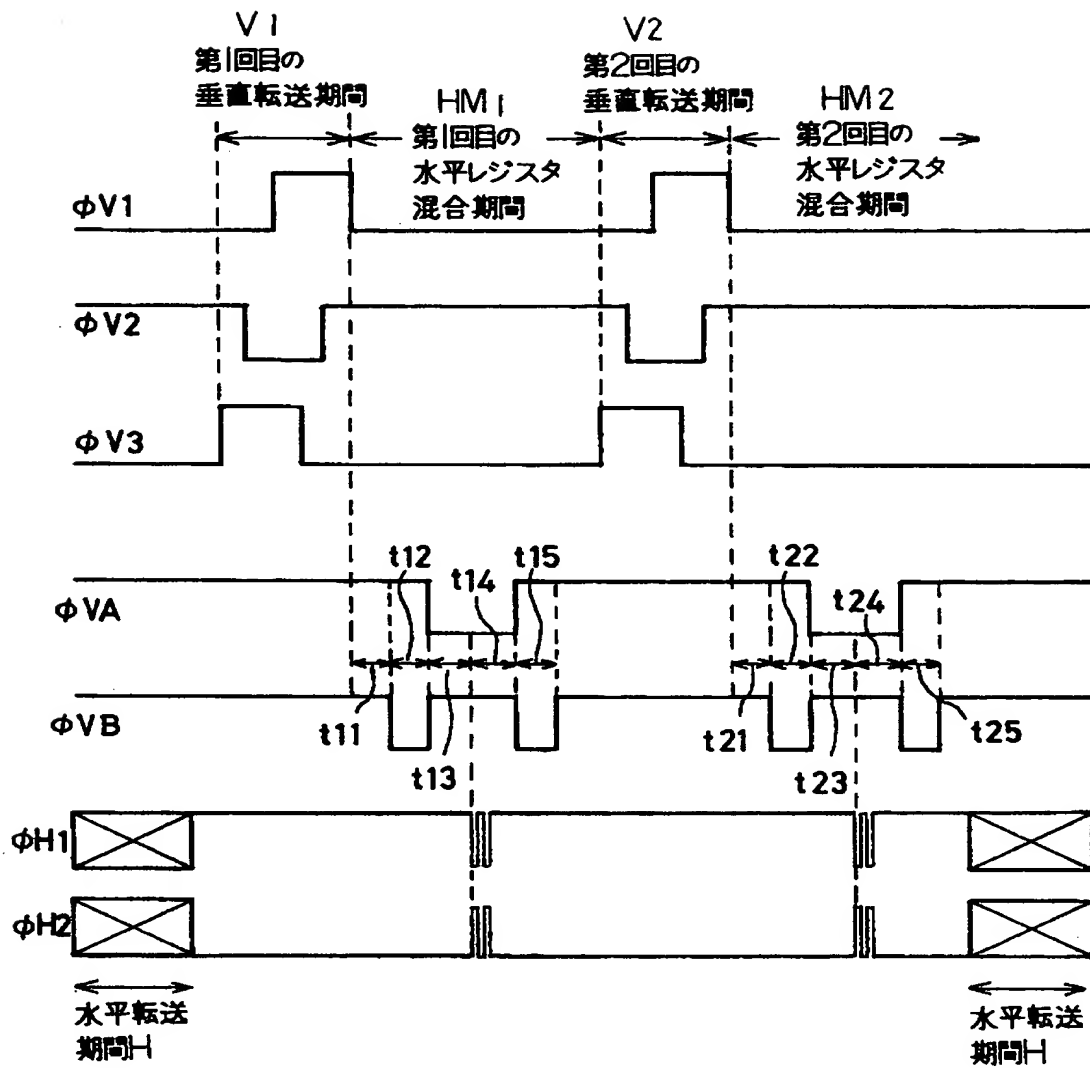 V1
第1回目の
垂直転送期間
HM1
第1回目の
水平レジスタ
混合期間
V2
第2回目の
垂直転送期間
HM2
第2回目の
水平レジスタ
混合期間
φV1
φV2
φV3
φVA
t12
t14
t15
t22
t24
φVB
t11
t13
t21
t23
t25
φH1
φH2
水平転送
期間H
水平転送
期間H